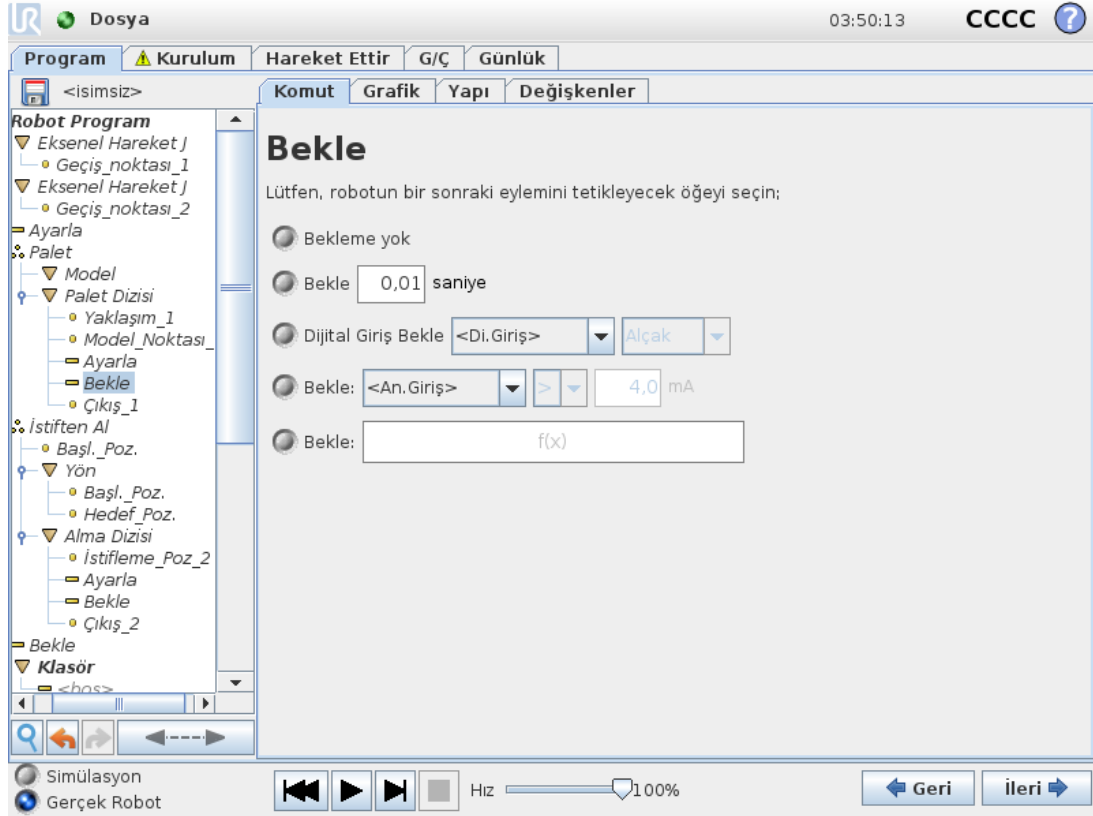 UR Dosya 03:50:13 CCCC ?
Program Kurulum Hareket Ettir G/Ç Günlük
<isimsiz> Komut Grafik Yapı Değişkenler
Robot Program
Eksenel Hareket J
Geçiş_noktası_1
Eksenel Hareket J
Geçiş_noktası_2
Ayarla
Palet
Model
Palet Dizisi
Yaklaşım_1
Model_Noktası_
Ayarla
Bekle
Çıkış_1
İstiften Al
Başl._Poz.
Yön
Başl._Poz.
Hedef_Poz.
Alma Dizisi
İstifleme_Poz_2
Ayarla
Bekle
Çıkış_2
Bekle
Klasör
<boş>
Bekle
Lütfen, robotun bir sonraki eylemini tetikleyecek öğeyi seçin;
Bekleme yok
Bekle 0,01 saniye
Dijital Giriş Bekle <Di.Giriş> Alçak
Bekle: <An.Giriş> > 4,0 mA
Bekle: f(x)
Simülasyon
Gerçek Robot
Hız 100%
Geri İleri